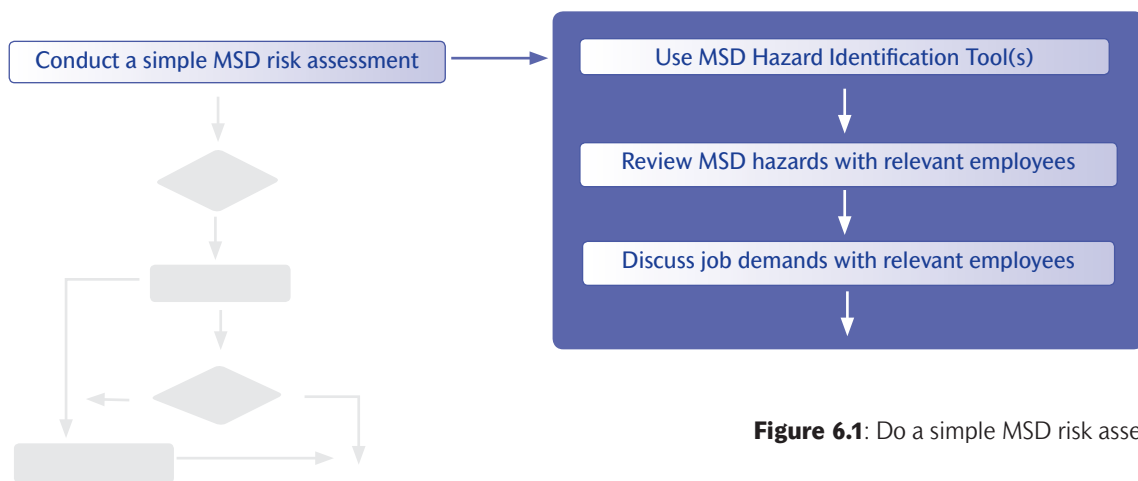 Conduct a simple MSD risk assessment
Use MSD Hazard Identification Tool(s)
Review MSD hazards with relevant employees
Discuss job demands with relevant employees
Figure 6.1: Do a simple MSD risk asse